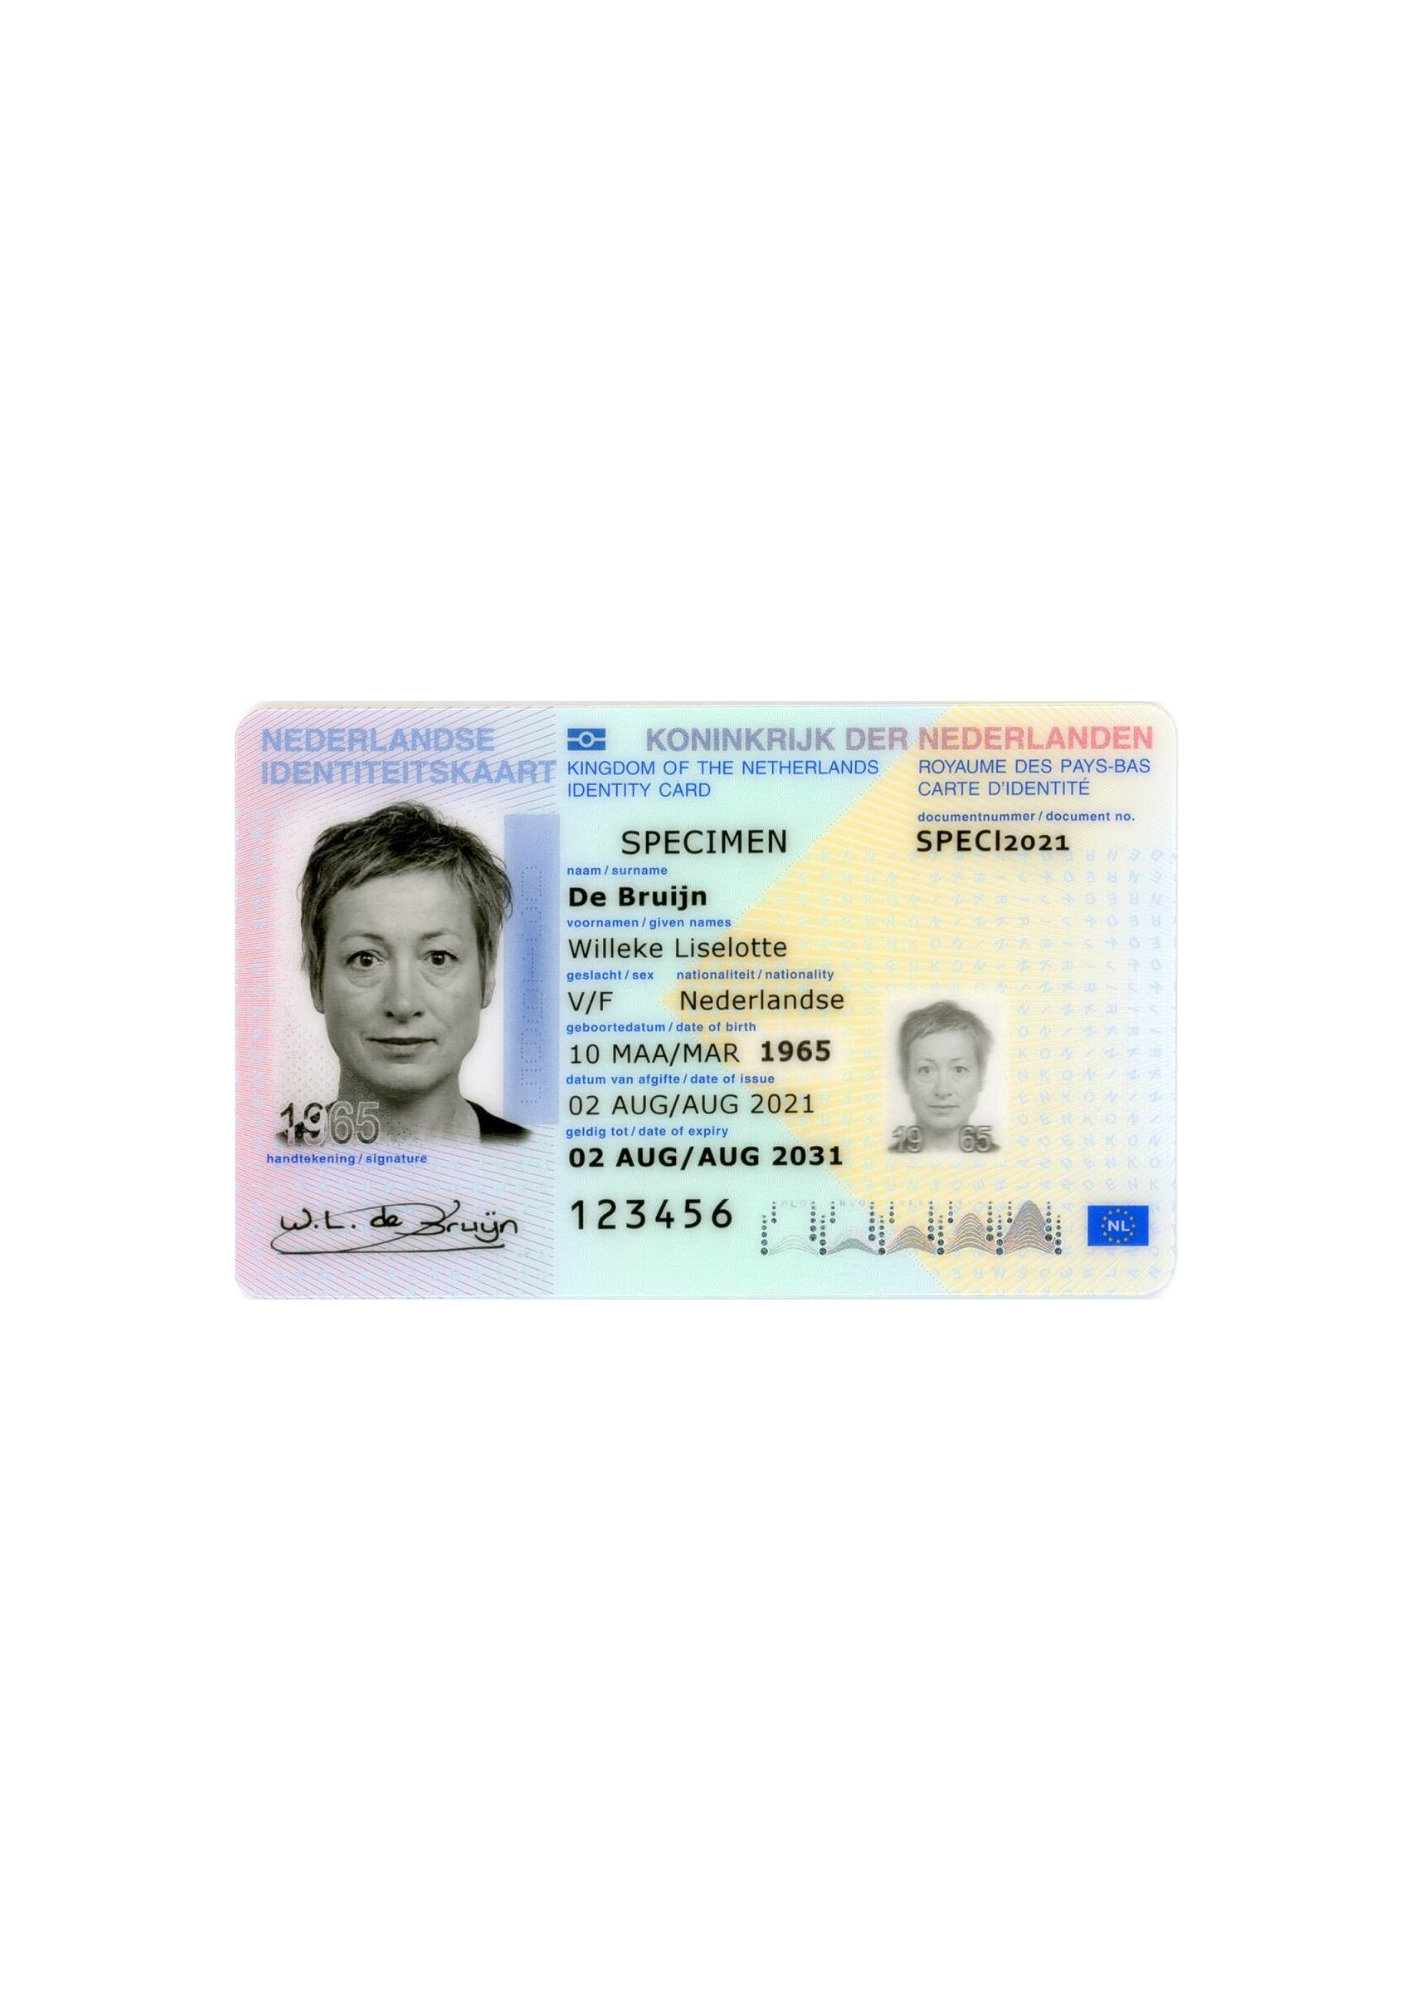 NEDERLANDSE
IDENTITEITSKAART
KONINKRIJK DER NEDERLANDEN
KINGDOM OF THE NETHERLANDS
IDENTITY CARD
ROYAUME DES PAYS-BAS
CARTE D'IDENTITÉ
documentnummer / document no.
SPECI2021
SPECIMEN
naam / surname
De Bruijn
voornamen / given names
Willeke Liselotte
geslacht / sex nationaliteit / nationality
V/F Nederlandse
geboortedatum / date of birth
10 MAA/MAR 1965
datum van afgifte / date of issue
02 AUG/AUG 2021
geldig tot / date of expiry
02 AUG/AUG 2031
123456
1965
handtekening / signature
W.L. de Bruijn
19 65
NL